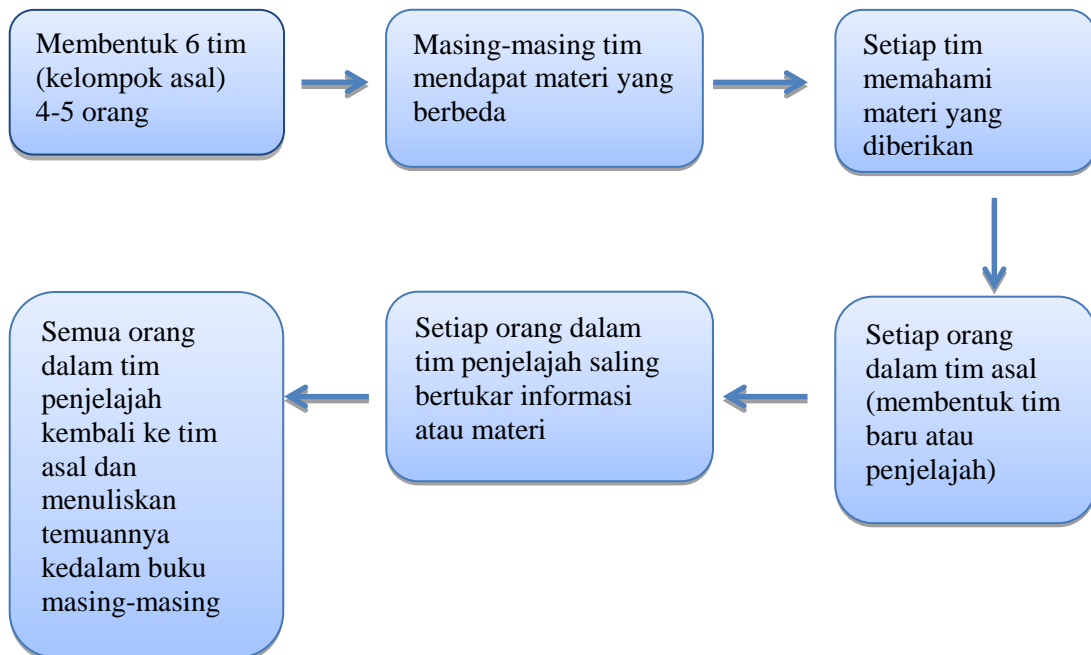 Membentuk 6 tim
(kelompok asal)
4-5 orang
Masing-masing tim
mendapat materi yang
berbeda
Setiap tim
memahami
materi yang
diberikan
Setiap orang
dalam tim asal
(membentuk tim
baru atau
penjelajah)
Setiap orang dalam
tim penjelajah saling
bertukar informasi
atau materi
Semua orang
dalam tim
penjelajah
kembali ke tim
asal dan
menuliskan
temuannya
kedalam buku
masing-masing